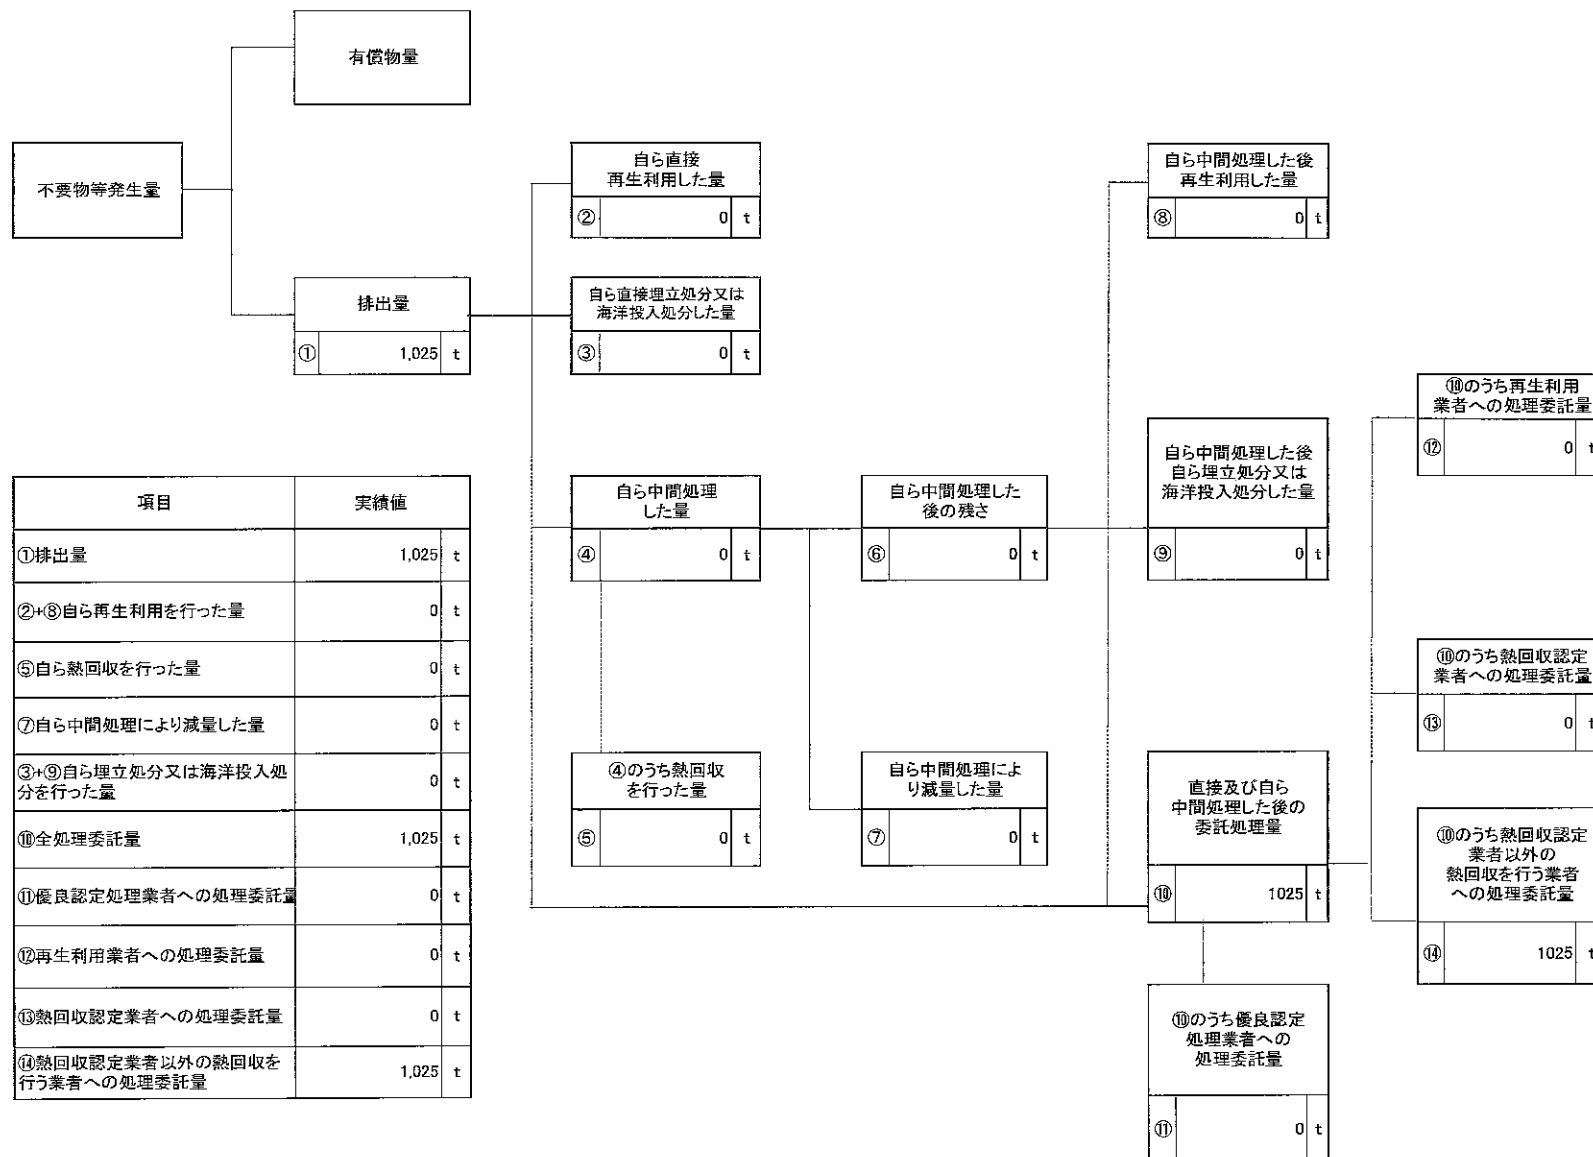 有償物量
不要物等発生量
排出量
① 1,025 t
自ら直接
再生利用した量
② 0 t
自ら直接埋立処分又は
海洋投入処分した量
③ 0 t
自ら中間処理
した量
④ 0 t
④のうち熱回収
を行った量
⑤ 0 t
自ら中間処理した
後の残さ
⑥ 0 t
自ら中間処理によ
り減量した量
⑦ 0 t
自ら中間処理した後
再生利用した量
⑧ 0 t
自ら中間処理した後
自ら埋立処分又は
海洋投入処分した量
⑨ 0 t
直接及び自ら
中間処理した後の
委託処理量
⑩ 1025 t
⑩のうち優良認定
処理業者への
処理委託量
⑪ 0 t
⑩のうち再生利用
業者への処理委託量
⑫ 0 t
⑩のうち熱回収認定
業者への処理委託量
⑬ 0 t
⑩のうち熱回収認定
業者以外の
熱回収を行う業者
への処理委託量
⑭ 1025 t
項目 実績値
①排出量 1,025 t
②+⑧自ら再生利用を行った量 0 t
⑤自ら熱回収を行った量 0 t
⑦自ら中間処理により減量した量 0 t
③+⑨自ら埋立処分又は海洋投入処
分を行った量 0 t
⑩全処理委託量 1,025 t
⑪優良認定処理業者への処理委託量 0 t
⑫再生利用業者への処理委託量 0 t
⑬熱回収認定業者への処理委託量 0 t
⑭熱回収認定業者以外の熱回収を
行う業者への処理委託量 1,025 t